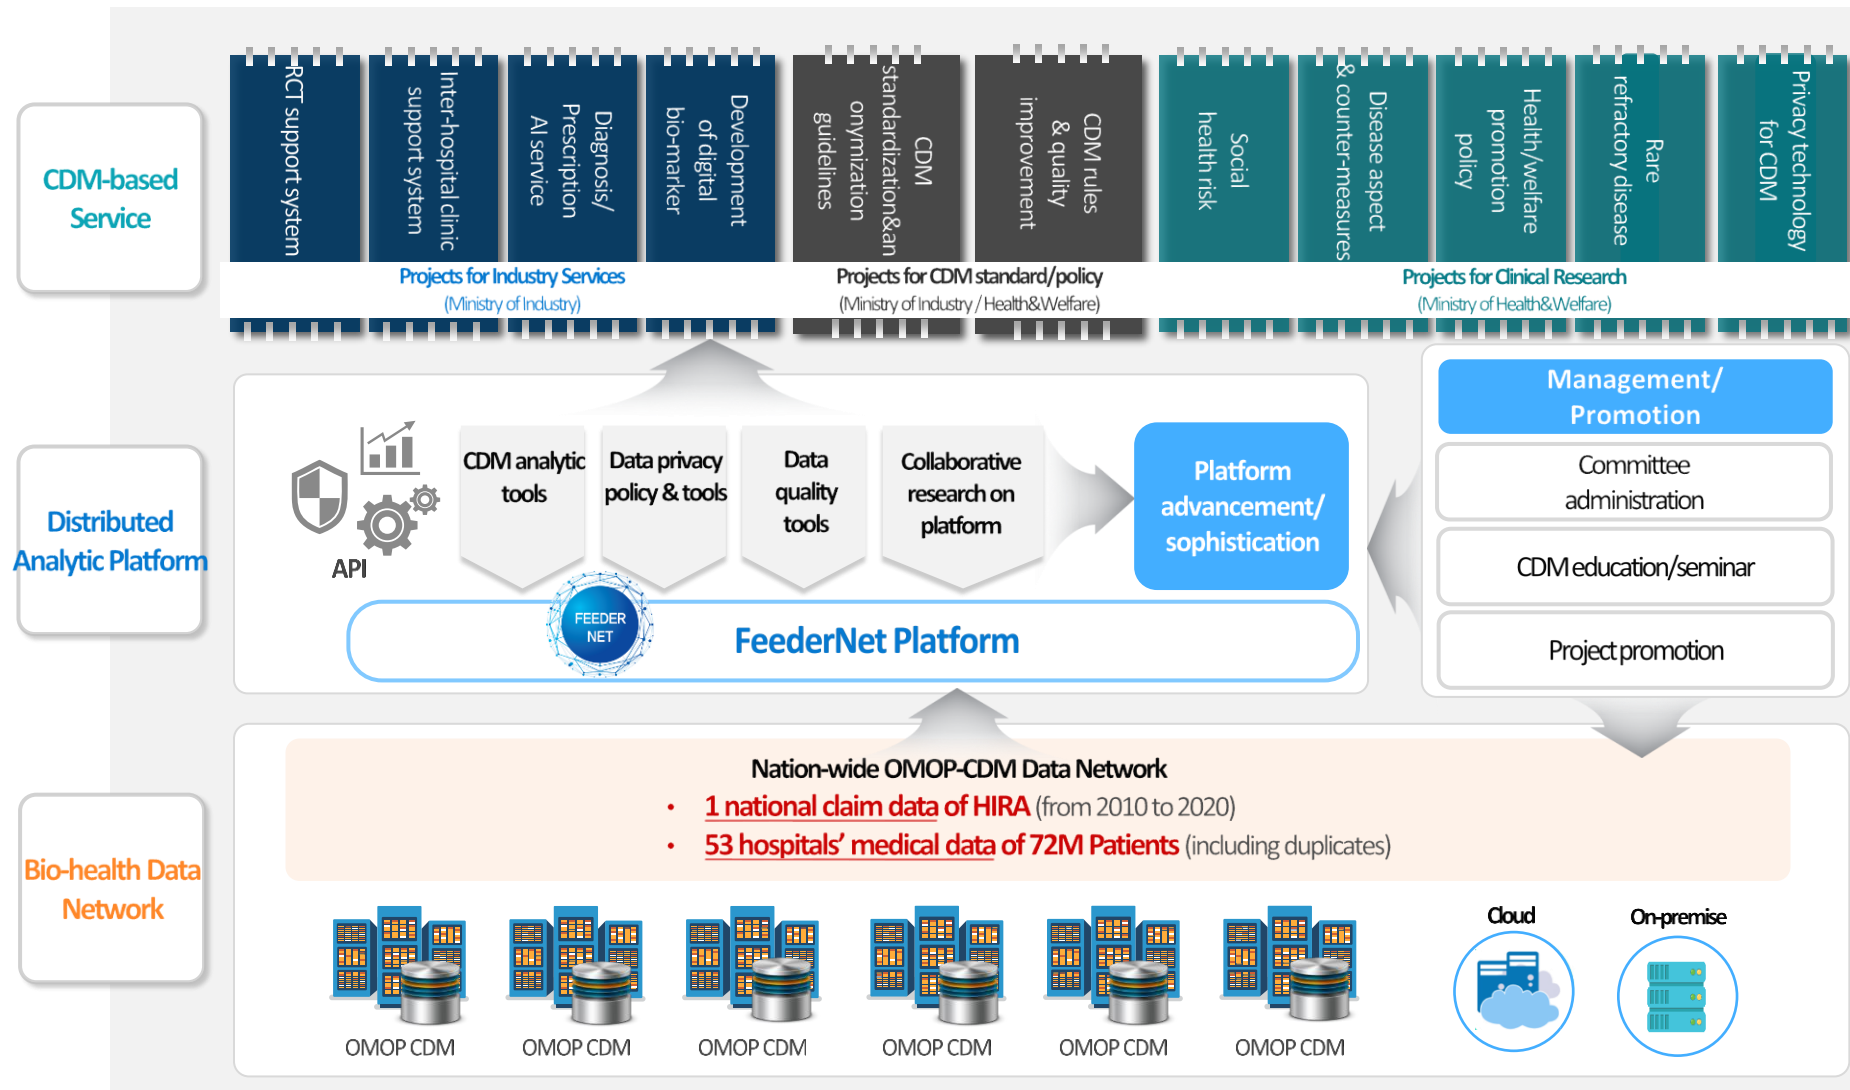 CDM-based
Service
RCT support system
Inter-hospital clinic
support system
Diagnosis/
Prescription
AI service
Development
of digital
bio-marker
CDM
standardization&an
onymization
guidelines
CDM rules
& quality
improvement
Social
health risk
Disease aspect
& counter-measures
Health/welfare
promotion
policy
Rare
refractory disease
Privacy technology
for CDM
Projects for Industry Services
(Ministry of Industry)
Projects for CDM standard/policy
(Ministry of Industry / Health&Welfare)
Projects for Clinical Research
(Ministry of Health&Welfare)
Distributed
Analytic Platform
API
CDM analytic
tools
Data privacy
policy & tools
Data
quality
tools
Collaborative
research on
platform
Platform
advancement/
sophistication
FEEDER
NET
FeederNet Platform
Management/
Promotion
Committee
administration
CDM education/seminar
Project promotion
Bio-health Data
Network
Nation-wide OMOP-CDM Data Network
• 1 national claim data of HIRA (from 2010 to 2020)
• 53 hospitals’ medical data of 72M Patients (including duplicates)
OMOP CDM
OMOP CDM
OMOP CDM
OMOP CDM
OMOP CDM
OMOP CDM
Cloud
On-premise